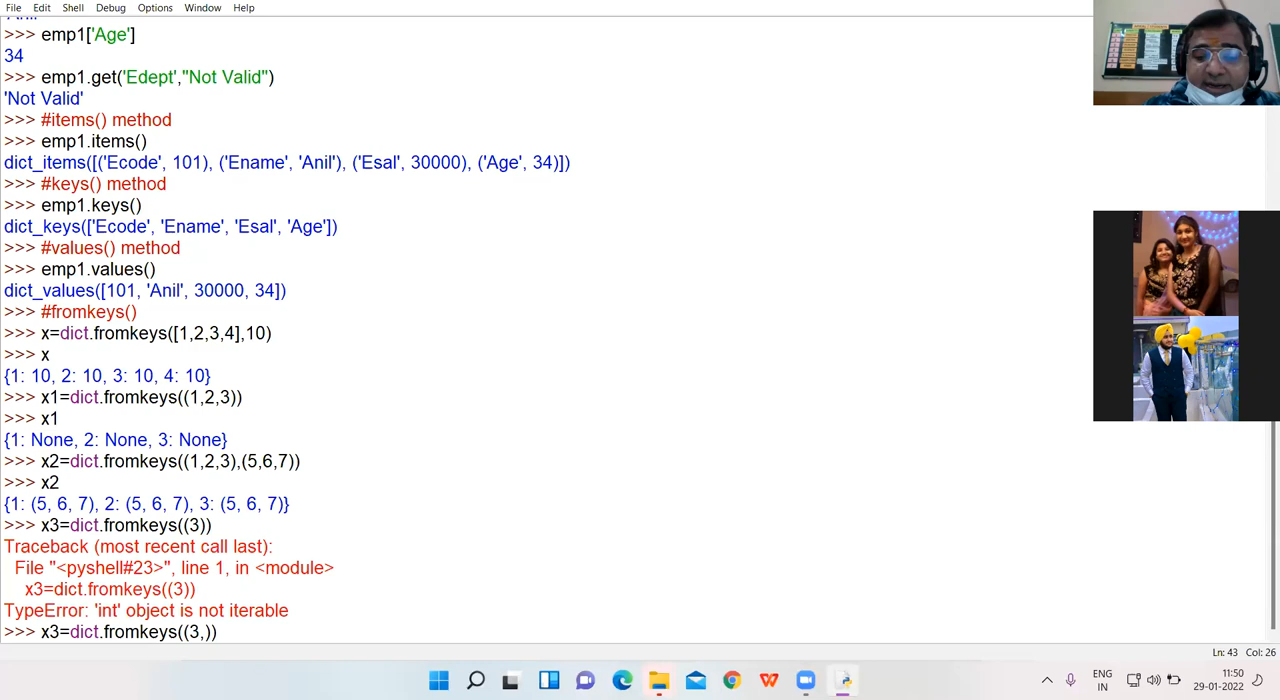 File Edit Shell Debug Options Window Help
>>> emp1['Age']
34
>>> emp1.get('Edept',"Not Valid")
'Not Valid'
>>> #items() method
>>> emp1.items()
dict_items([('Ecode', 101), ('Ename', 'Anil'), ('Esal', 30000), ('Age', 34)])
>>> #keys() method
>>> emp1.keys()
dict_keys(['Ecode', 'Ename', 'Esal', 'Age'])
>>> #values() method
>>> emp1.values()
dict_values([101, 'Anil', 30000, 34])
>>> #fromkeys()
>>> x=dict.fromkeys([1,2,3,4],10)
>>> x
{1: 10, 2: 10, 3: 10, 4: 10}
>>> x1=dict.fromkeys((1,2,3))
>>> x1
{1: None, 2: None, 3: None}
>>> x2=dict.fromkeys((1,2,3),(5,6,7))
>>> x2
{1: (5, 6, 7), 2: (5, 6, 7), 3: (5, 6, 7)}
>>> x3=dict.fromkeys((3))
Traceback (most recent call last):
File "<pyshell#23>", line 1, in <module>
x3=dict.fromkeys((3))
TypeError: 'int' object is not iterable
>>> x3=dict.fromkeys((3,))
Ln: 43 Col: 26
ENG
IN
11:50
29-01-2022